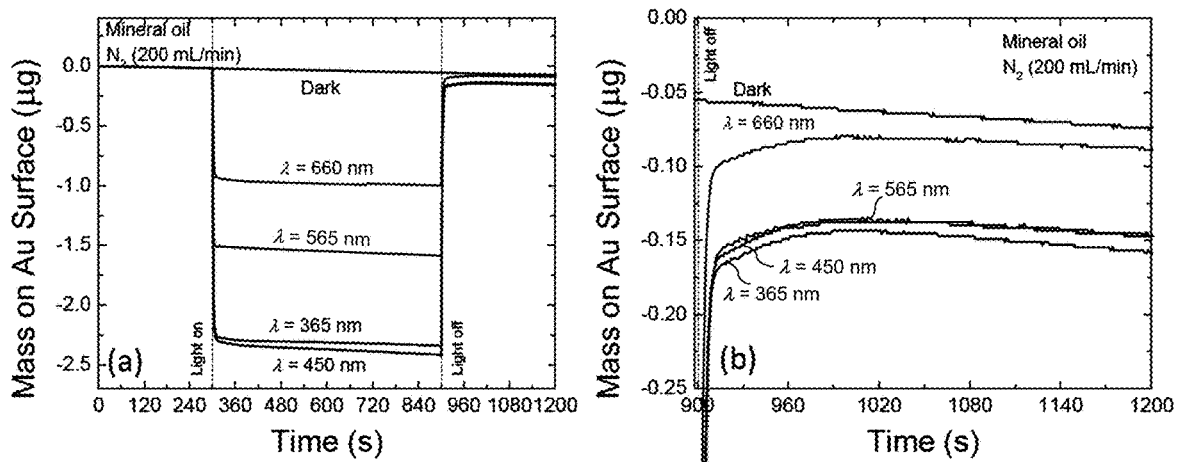 Mineral oil
N₂ (200 mL/min)
0.0
-0.5
-1.0
-1.5
-2.0
-2.5
Mass on Au Surface (µg)
Dark
λ = 660 nm
λ = 565 nm
λ = 365 nm
λ = 450 nm
Light on
Light off
(a)
0 120 240 360 480 600 720 840 960 1080 1200
Time (s)
0.00
-0.05
-0.10
-0.15
-0.20
-0.25
Mass on Au Surface (µg)
Light off
Mineral oil
N₂ (200 mL/min)
Dark
λ = 660 nm
λ = 565 nm
λ = 450 nm
λ = 365 nm
(b)
900 960 1020 1080 1140 1200
Time (s)